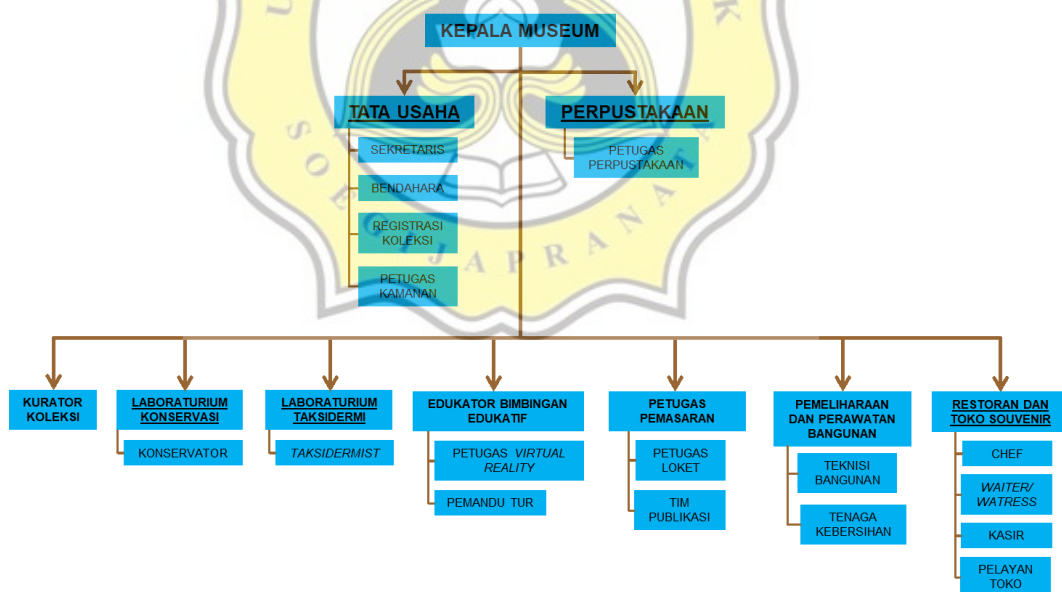 KEPALA MUSEUM
TATA USAHA
SEKRETARIS
BENDAHARA
REGISTRASI
KOLEKSI
PETUGAS
KAMANAN
PERPUSTAKAAN
PETUGAS
PERPUSTAKAAN
SOEGIJAPRANATA
KURATOR
KOLEKSI
LABORATURIUM
KONSERVASI
KONSERVATOR
LABORATURIUM
TAKSIDERMI
TAKSIDERMIST
EDUKATOR BIMBINGAN
EDUKATIF
PETUGAS VIRTUAL
REALITY
PEMANDU TUR
PETUGAS
PEMASARAN
PETUGAS
LOKET
TIM
PUBLIKASI
PEMELIHARAAN
DAN PERAWATAN
BANGUNAN
TEKNISI
BANGUNAN
TENAGA
KEBERSIHAN
RESTORAN DAN
TOKO SOUVENIR
CHEF
WAITER/
WATRESS
KASIR
PELAYAN
TOKO